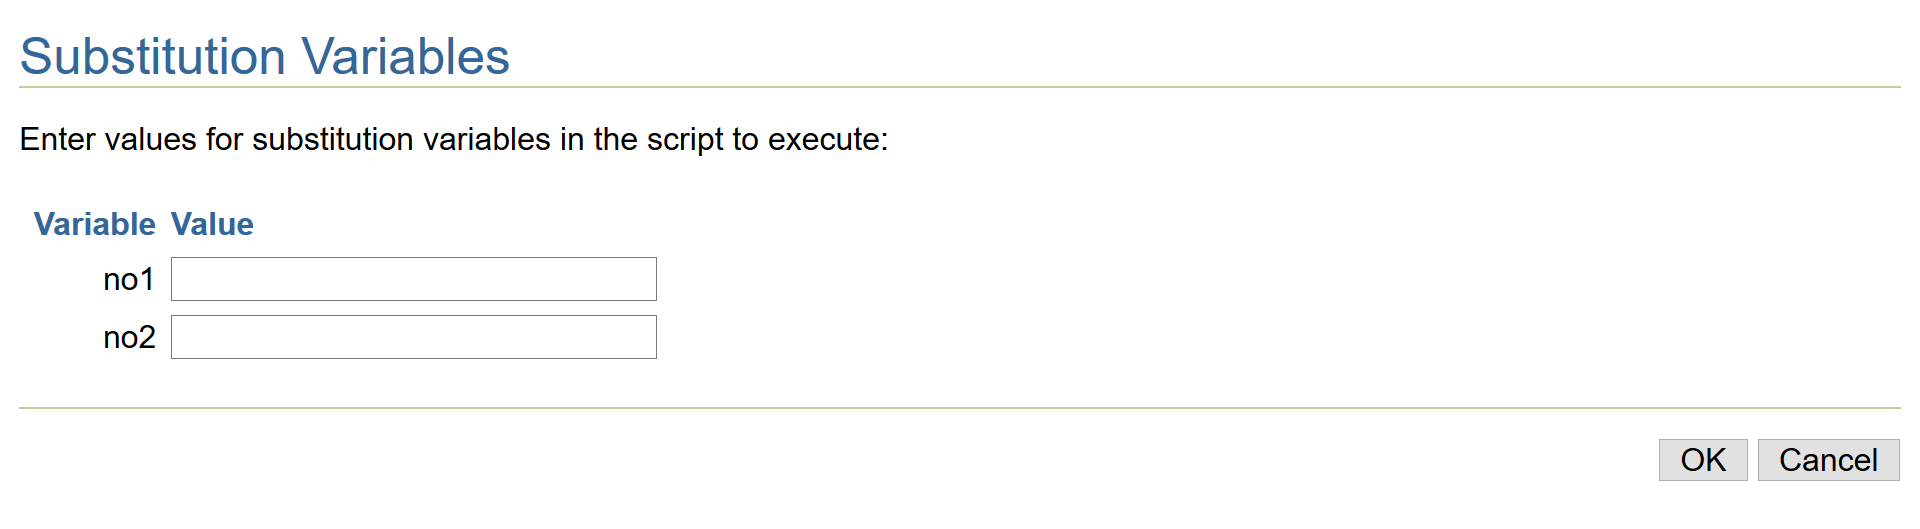 Substitution Variables
Enter values for substitution variables in the script to execute:
Variable Value
no1
no2
OK Cancel